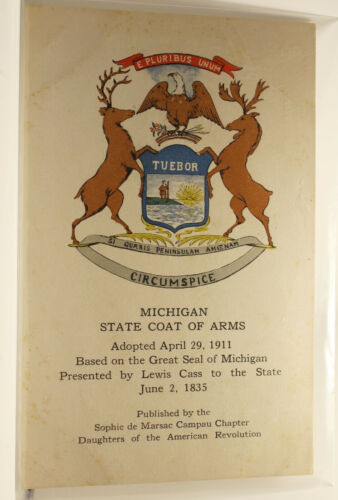 E PLURIBUS UNUM
TUEBOR
SI QUAERIS PENINSULAM AMOENAM
CIRCUMSPICE
MICHIGAN
STATE COAT OF ARMS
Adopted April 29, 1911
Based on the Great Seal of Michigan
Presented by Lewis Cass to the State
June 2, 1835
Published by the
Sophie de Marsac Campau Chapter
Daughters of the American Revolution